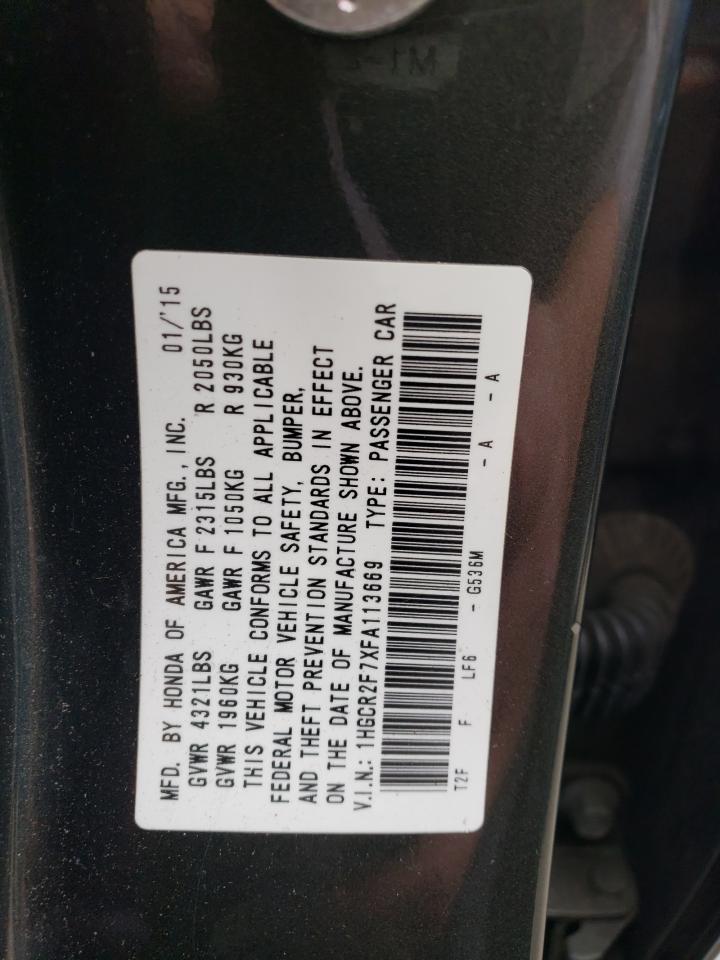 MFD. BY HONDA OF AMERICA MFG., INC. 01/'15
GVWR 4321LBS GAWR F 2315LBS R 2050LBS
GVWR 1960KG GAWR F 1050KG R 930KG
THIS VEHICLE CONFORMS TO ALL APPLICABLE
FEDERAL MOTOR VEHICLE SAFETY, BUMPER,
AND THEFT PREVENTION STANDARDS IN EFFECT
ON THE DATE OF MANUFACTURE SHOWN ABOVE.
V.I.N.: 1HGCR2F7XFA113669 TYPE: PASSENGER CAR
T2F F LF6 - G536M - A - A